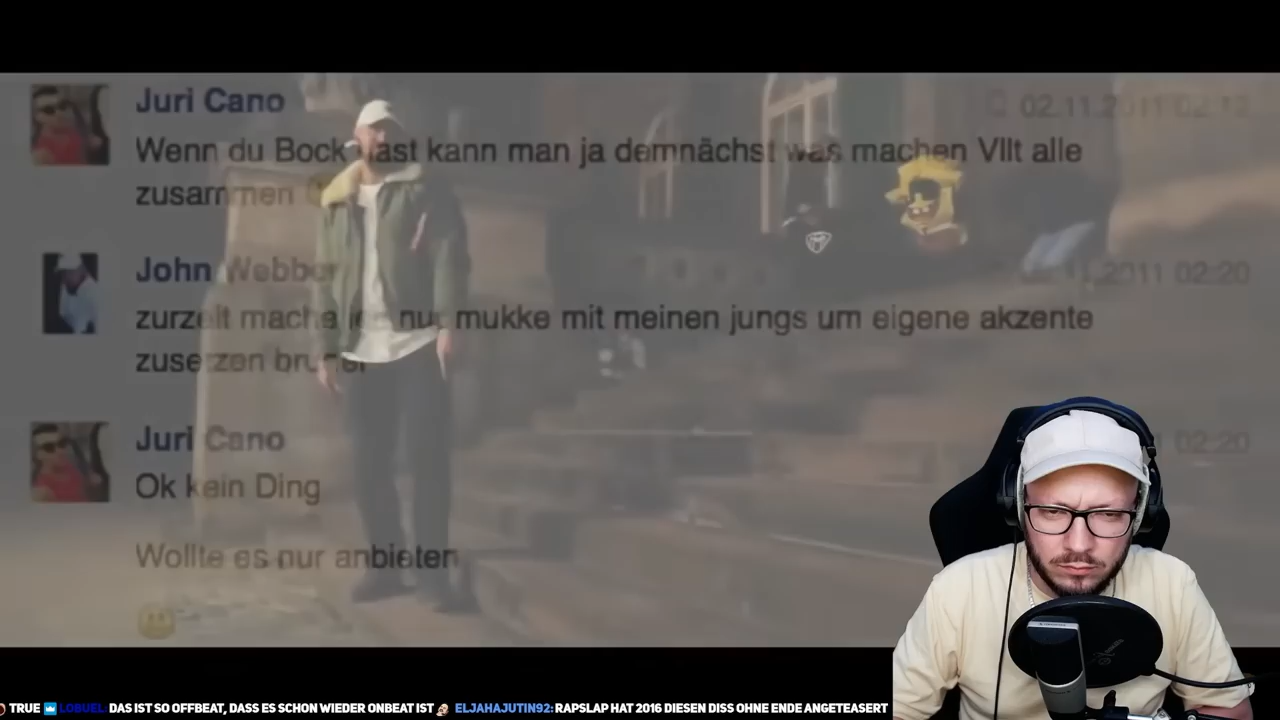 Juri Cano 02.11.2011 02:12
Wenn du Bock hast kann man ja demnächst was machen Vllt alle
zusammen
John Webber .11.2011 02:20
zurzeit mache ich nur mukke mit meinen jungs um eigene akzente
zusetzen bruder
Juri Cano 02:20
Ok kein Ding
Wollte es nur anbieten
TRUE LOBUEL: DAS IST SO OFFBEAT, DASS ES SCHON WIEDER ONBEAT IST ELJAHAJUTIN92: RAPSLAP HAT 2016 DIESEN DISS OHNE ENDE ANGETEASERT